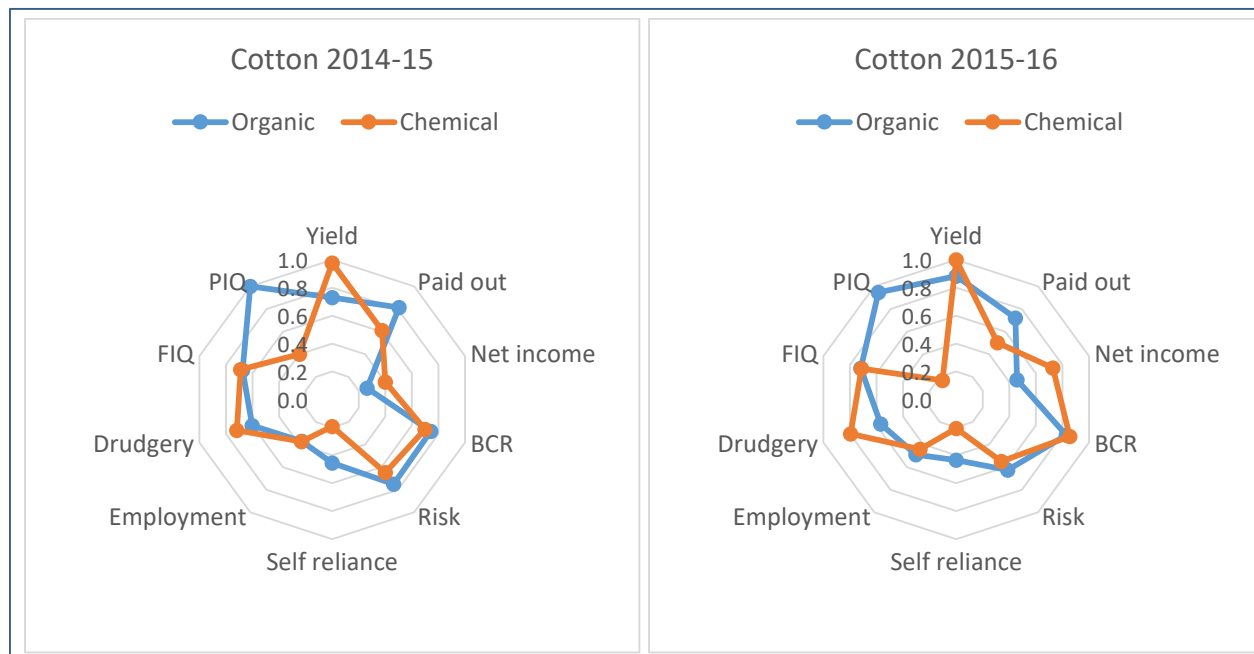 Cotton 2014-15
Organic Chemical
Yield
1.0
0.8
0.6
0.4
0.2
0.0
Paid out
Net income
BCR
Risk
Self reliance
Employment
Drudgery
FIQ
PIQ
Cotton 2015-16
Organic Chemical
Yield
1.0
0.8
0.6
0.4
0.2
0.0
Paid out
Net income
BCR
Risk
Self reliance
Employment
Drudgery
FIQ
PIQ